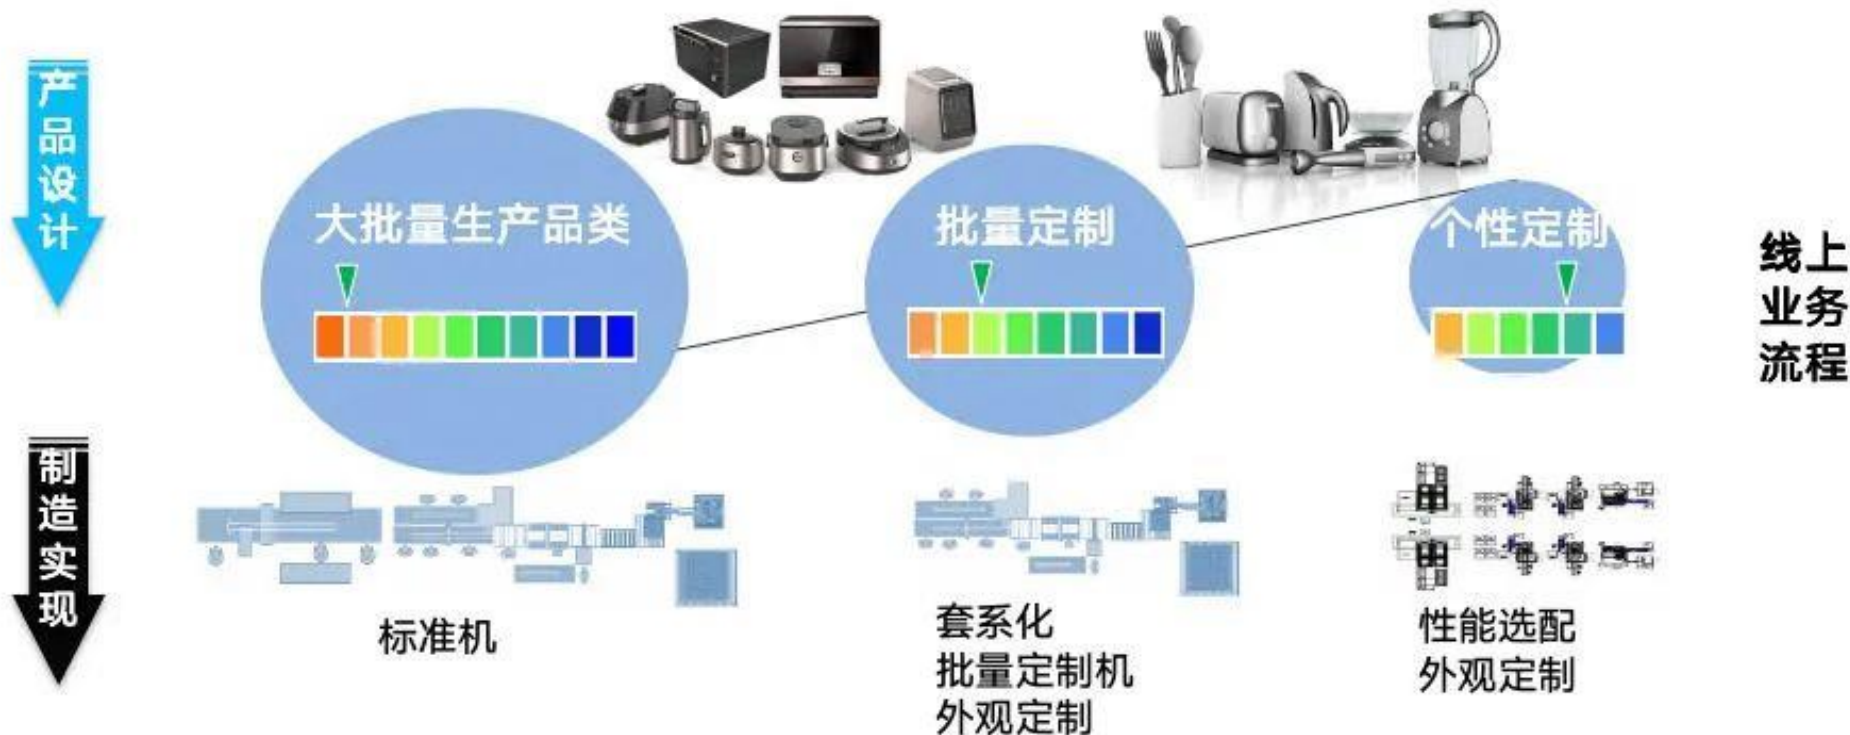 产品设计
大批量生产品类
批量定制
个性定制
线上
业务
流程
制造实现
标准机
套系化
批量定制机
外观定制
性能选配
外观定制